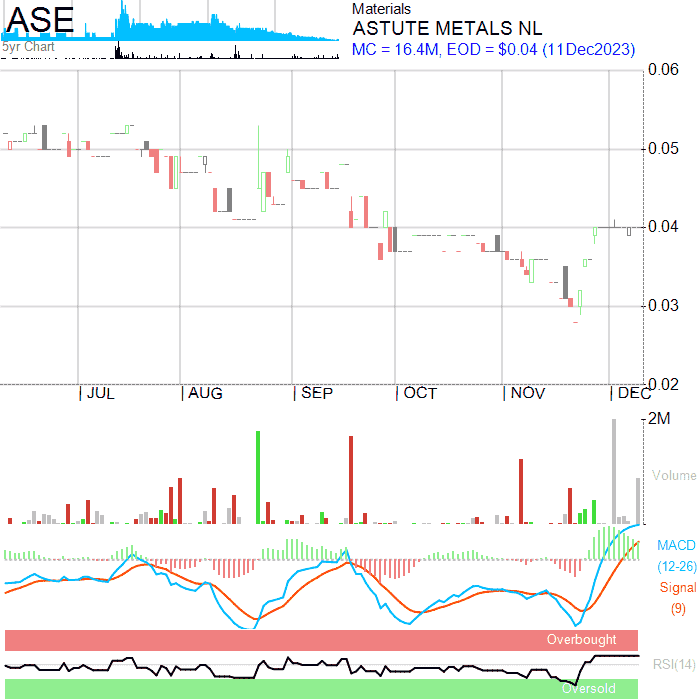 ASE
5yr Chart
Materials
ASTUTE METALS NL
MC = 16.4M, EOD = $0.04 (11Dec2023)
0.06
0.05
0.04
0.03
0.02
JUL AUG SEP OCT NOV DEC
2M
Volume
MACD
(12-26)
Signal
(9)
Overbought
RSI(14)
Oversold